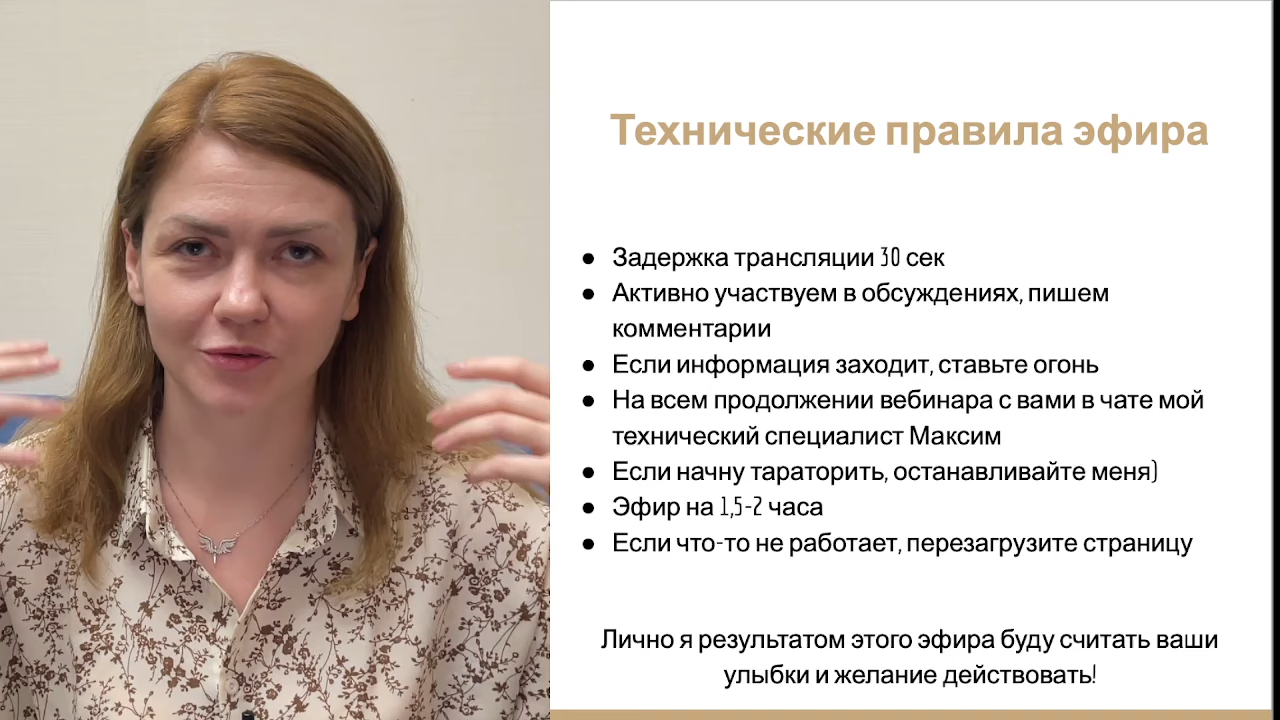 Технические правила эфира
● Задержка трансляции 30 сек
● Активно участвуем в обсуждениях, пишем
комментарии
● Если информация заходит, ставьте огонь
● На всем продолжении вебинара с вами в чате мой
технический специалист Максим
● Если начну тараторить, останавливайте меня)
● Эфир на 1,5-2 часа
● Если что-то не работает, перезагрузите страницу
Лично я результатом этого эфира буду считать ваши
улыбки и желание действовать!